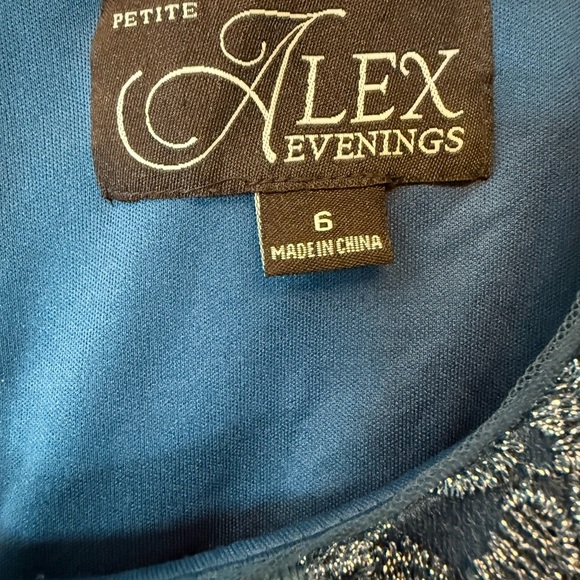 PETITE
ALEX
EVENINGS
6
MADE IN CHINA